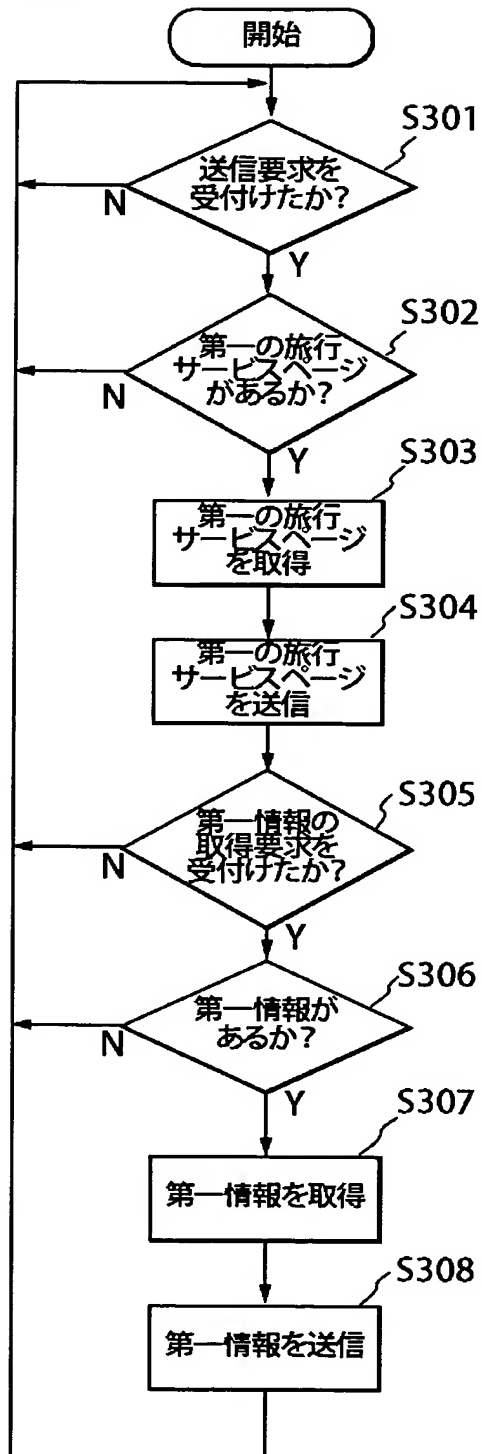 開始
S301
送信要求を
受付けたか?
N
Y
S302
第一の旅行
サービスページ
があるか?
N
Y
S303
第一の旅行
サービスページ
を取得
S304
第一の旅行
サービスページ
を送信
S305
第一情報の
取得要求を
受付けたか?
N
Y
S306
第一情報が
あるか?
N
Y
S307
第一情報を取得
S308
第一情報を送信